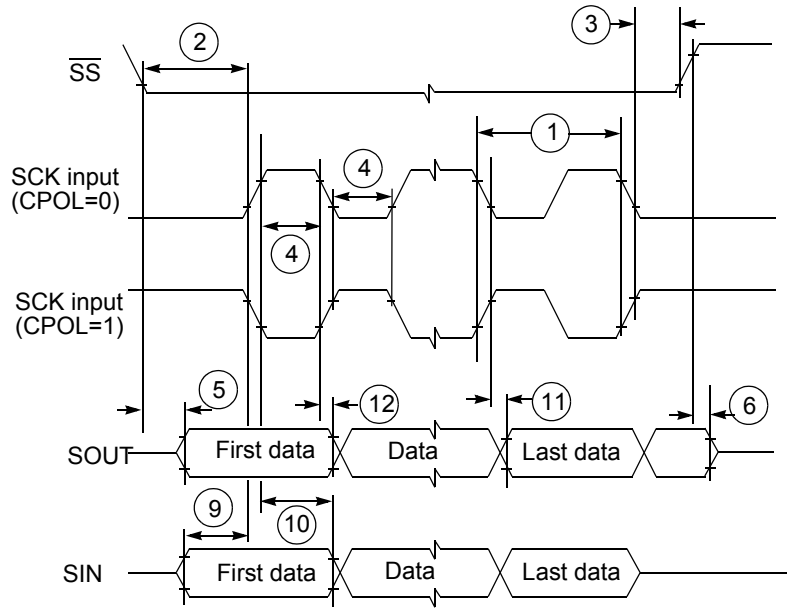 3
2
SS
1
SCK input
(CPOL=0)
4
4
SCK input
(CPOL=1)
5
12
11
6
SOUT
First data
Data
Last data
9
10
SIN
First data
Data
Last data